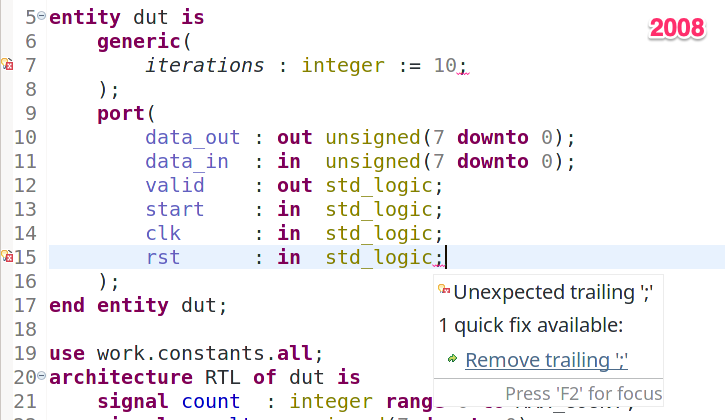 2008
5 entity dut is
6 generic(
7 iterations : integer := 10;
8 );
9 port(
10 data_out : out unsigned(7 downto 0);
11 data_in : in unsigned(7 downto 0);
12 valid : out std_logic;
13 start : in std_logic;
14 clk : in std_logic;
15 rst : in std_logic;
16 );
17 end entity dut;
18
19 use work.constants.all;
20 architecture RTL of dut is
21 signal count : integer range
Unexpected trailing ';'
1 quick fix available:
Remove trailing ';'
Press 'F2' for focus